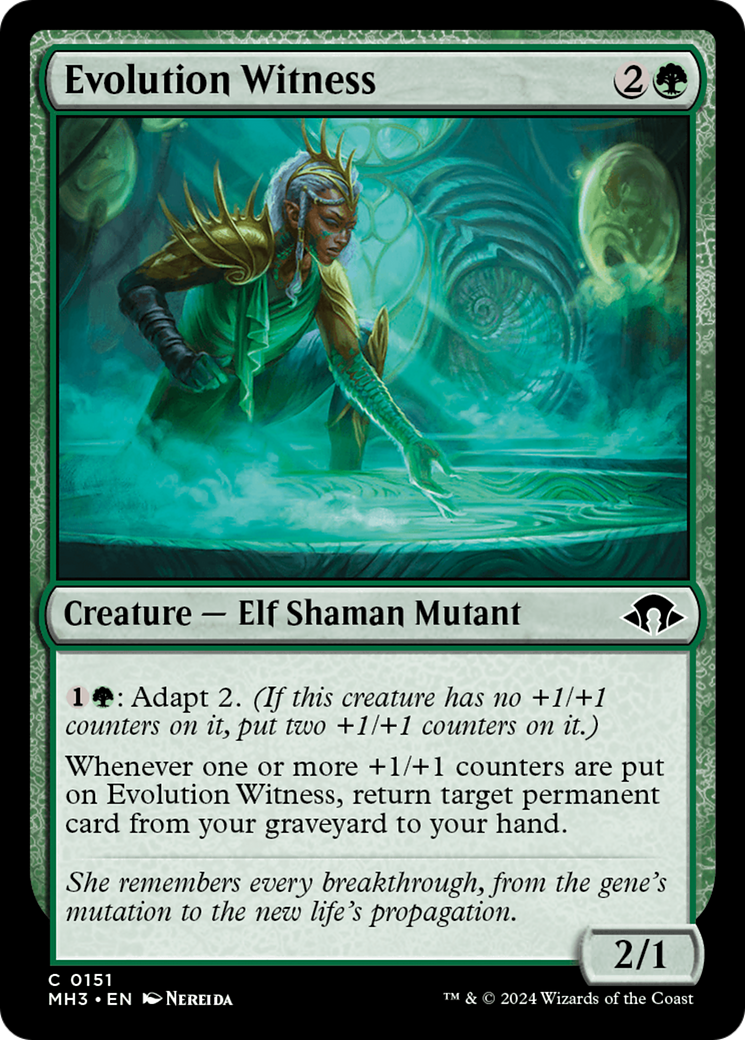 Evolution Witness 2
Creature — Elf Shaman Mutant
1: Adapt 2. (If this creature has no +1/+1
counters on it, put two +1/+1 counters on it.)
Whenever one or more +1/+1 counters are put
on Evolution Witness, return target permanent
card from your graveyard to your hand.
She remembers every breakthrough, from the gene's
mutation to the new life's propagation.
2/1
C 0151
MH3 • EN Nereida
™ & © 2024 Wizards of the Coast